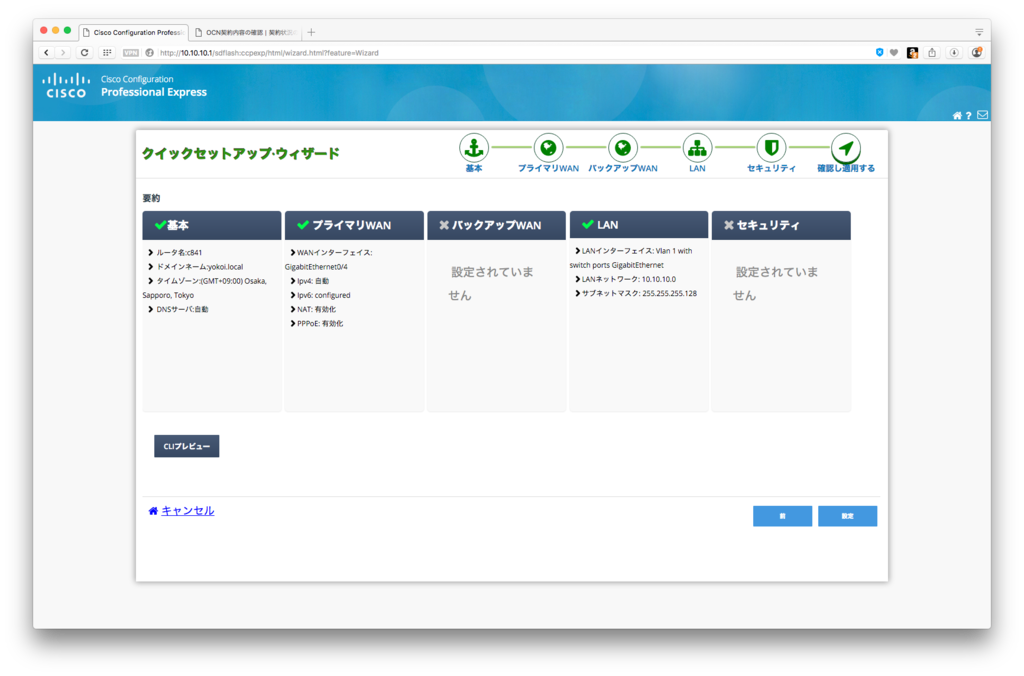 Cisco Configuration Professi
OCN契約内容の確認 | 契約状況
VPN
http://10.10.10.1/sdflash:ccpexp/html/wizard.html?feature=Wizard
CISCO
Cisco Configuration
Professional Express
?
クイックセットアップ・ウィザード
基本
プライマリWAN
バックアップWAN
LAN
セキュリティ
確認し適用する
要約
基本
ルータ名:c841
ドメインネーム:yokoi.local
タイムゾーン:(GMT+09:00) Osaka,
Sapporo, Tokyo
DNSサーバ:自動
プライマリWAN
WANインターフェイス:
GigabitEthernet0/4
Ipv4: 自動
Ipv6: configured
NAT: 有効化
PPPoE: 有効化
バックアップWAN
設定されていま
せん
LAN
LANインターフェイス: Vlan 1 with
switch ports GigabitEthernet
LANネットワーク: 10.10.10.0
サブネットマスク: 255.255.255.128
セキュリティ
設定されていま
せん
CLIプレビュー
キャンセル
前
設定